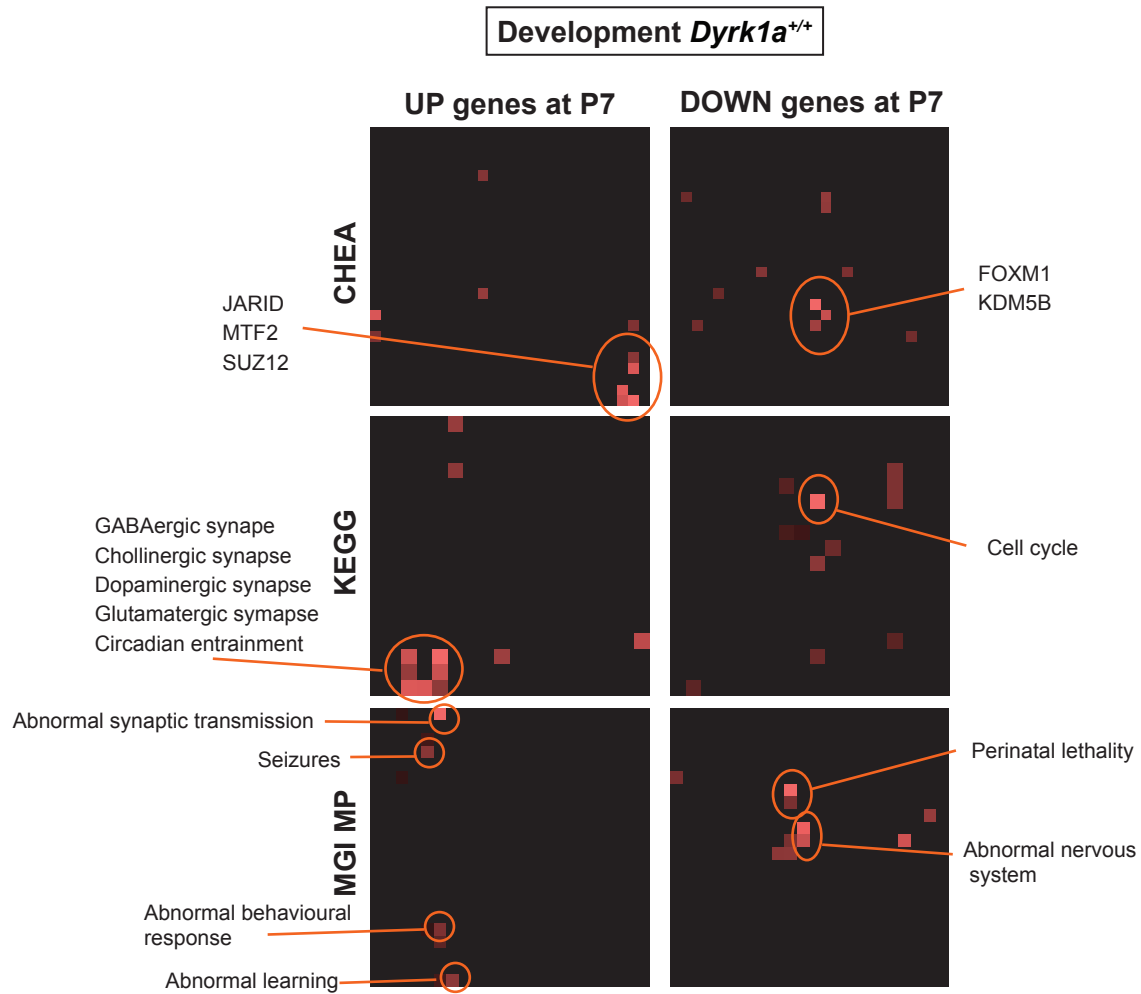 Development Dyrk1a+/+
UP genes at P7
DOWN genes at P7
CHEA
JARID
MTF2
SUZ12
FOXM1
KDM5B
KEGG
GABAergic synape
Chollinergic synapse
Dopaminergic synapse
Glutamatergic symapse
Circadian entrainment
Cell cycle
MGI MP
Abnormal synaptic transmission
Seizures
Abnormal behavioural
response
Abnormal learning
Perinatal lethality
Abnormal nervous
system